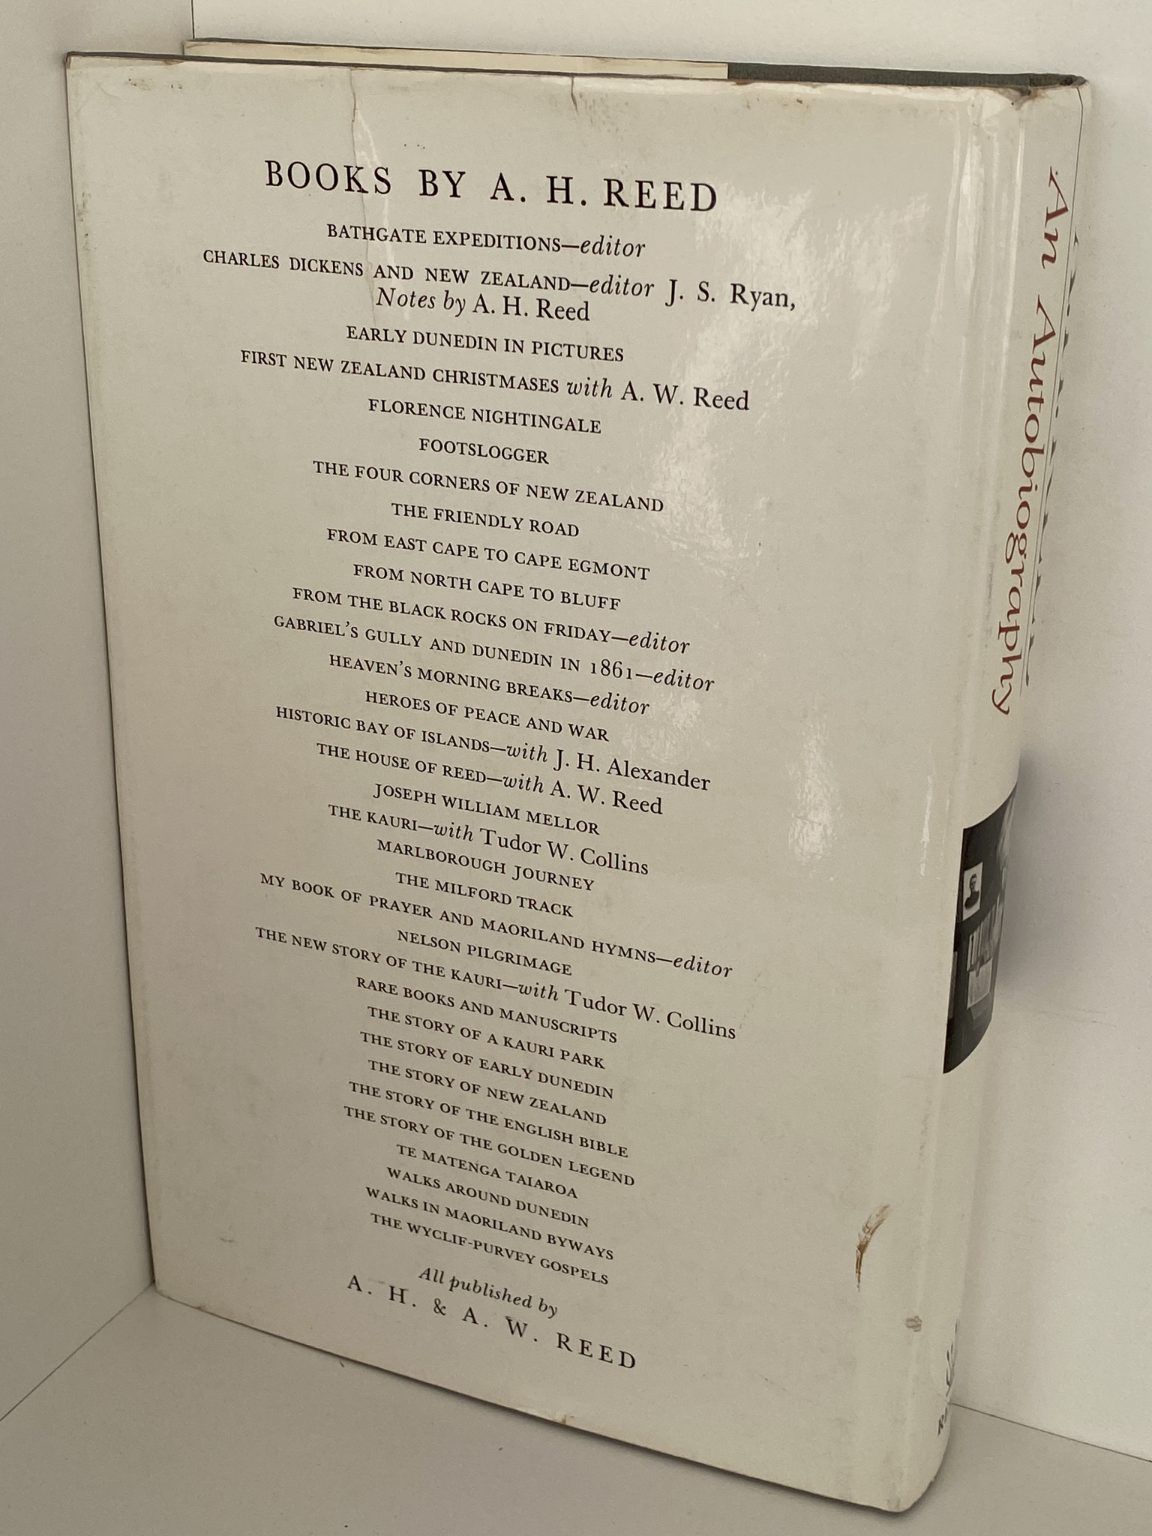 BOOKS BY A. H. REED
BATHGATE EXPEDITIONS—editor
CHARLES DICKENS AND NEW ZEALAND—editor J. S. Ryan,
Notes by A. H. Reed
EARLY DUNEDIN IN PICTURES
FIRST NEW ZEALAND CHRISTMASES with A. W. Reed
FLORENCE NIGHTINGALE
FOOTSLOGGER
THE FOUR CORNERS OF NEW ZEALAND
THE FRIENDLY ROAD
FROM EAST CAPE TO CAPE EGMONT
FROM NORTH CAPE TO BLUFF
FROM THE BLACK ROCKS ON FRIDAY—editor
GABRIEL'S GULLY AND DUNEDIN IN 1861—editor
HEAVEN'S MORNING BREAKS—editor
HEROES OF PEACE AND WAR
HISTORIC BAY OF ISLANDS—with J. H. Alexander
THE HOUSE OF REED—with A. W. Reed
JOSEPH WILLIAM MELLOR
THE KAURI—with Tudor W. Collins
MARLBOROUGH JOURNEY
THE MILFORD TRACK
MY BOOK OF PRAYER AND MAORILAND HYMNS—editor
NELSON PILGRIMAGE
THE NEW STORY OF THE KAURI—with Tudor W. Collins
RARE BOOKS AND MANUSCRIPTS
THE STORY OF A KAURI PARK
THE STORY OF EARLY DUNEDIN
THE STORY OF NEW ZEALAND
THE STORY OF THE ENGLISH BIBLE
THE STORY OF THE GOLDEN LEGEND
TE MATENGA TAIAROA
WALKS AROUND DUNEDIN
WALKS IN MAORILAND BYWAYS
THE WYCLIF-PURVEY GOSPELS
All published by
A. H. & A. W. REED
An Autobiography